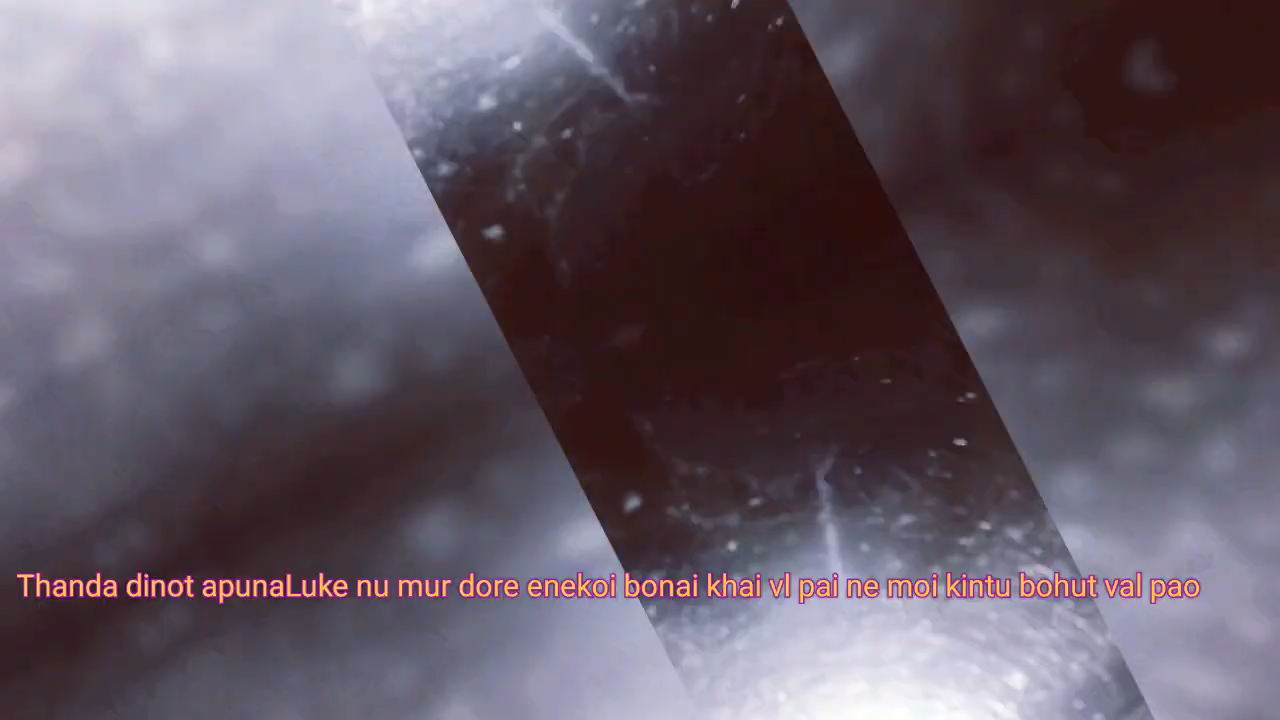 Thanda dinot apunaLuke nu mur dore enekoi bonai khai vl pai ne moi kintu bohut val pao